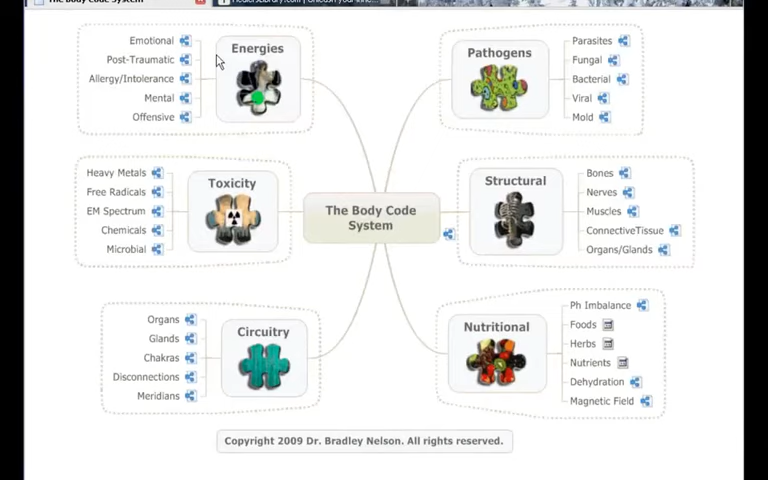 The Body Code System
Energies
Emotional
Post-Traumatic
Allergy/Intolerance
Mental
Offensive
Pathogens
Parasites
Fungal
Bacterial
Viral
Mold
Toxicity
Heavy Metals
Free Radicals
EM Spectrum
Chemicals
Microbial
The Body Code
System
Structural
Bones
Nerves
Muscles
ConnectiveTissue
Organs/Glands
Circuitry
Organs
Glands
Chakras
Disconnections
Meridians
Nutritional
Ph Imbalance
Foods
Herbs
Nutrients
Dehydration
Magnetic Field
Copyright 2009 Dr. Bradley Nelson. All rights reserved.